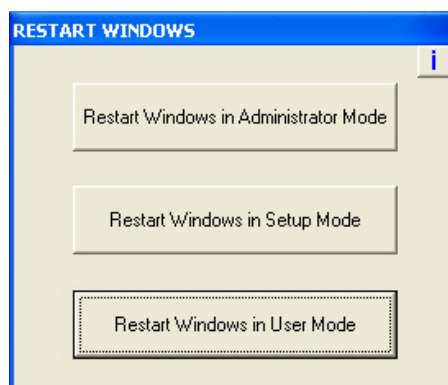 RESTART WINDOWS
i
Restart Windows in Administrator Mode
Restart Windows in Setup Mode
Restart Windows in User Mode